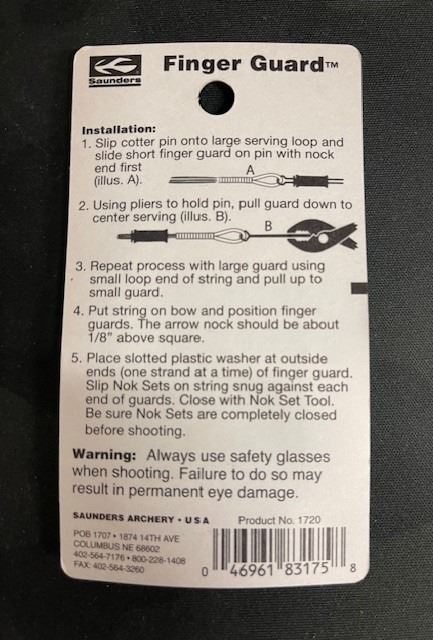 Saunders
Finger Guard™
Installation:
1. Slip cotter pin onto large serving loop and
slide short finger guard on pin with nock
end first
(illus. A).
A
2. Using pliers to hold pin, pull guard down to
center serving (illus. B).
B
3. Repeat process with large guard using
small loop end of string and pull up to
small guard.
4. Put string on bow and position finger
guards. The arrow nock should be about
1/8" above square.
5. Place slotted plastic washer at outside
ends (one strand at a time) of finger guard.
Slip Nok Sets on string snug against each
end of guards. Close with Nok Set Tool.
Be sure Nok Sets are completely closed
before shooting.
Warning: Always use safety glasses
when shooting. Failure to do so may
result in permanent eye damage.
SAUNDERS ARCHERY • USA
Product No. 1720
POB 1707 • 1874 14TH AVE
COLUMBUS NE 68602
402-564-7176 • 800-228-1408
FAX: 402-564-3260
0 46961 83175 8